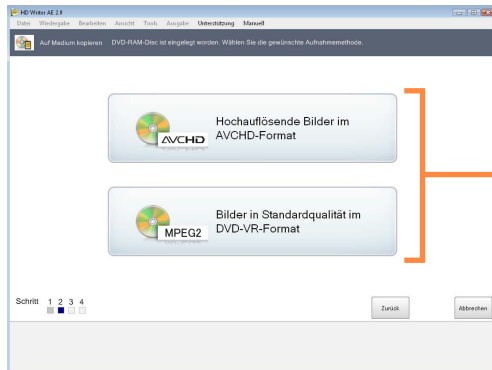 HD Writer AE 2.6
Datei Wiedergabe Bearbeiten Ansicht Tools Ausgabe Unterstützung Manuell
Auf Medium kopieren DVD-RAM-Disc ist eingelegt worden. Wählen Sie die gewünschte Aufnahmemethode.
AVCHD
Hochauflösende Bilder im
AVCHD-Format
MPEG2
Bilder in Standardqualität im
DVD-VR-Format
Schritt 1 2 3 4
Zurück
Abbrechen